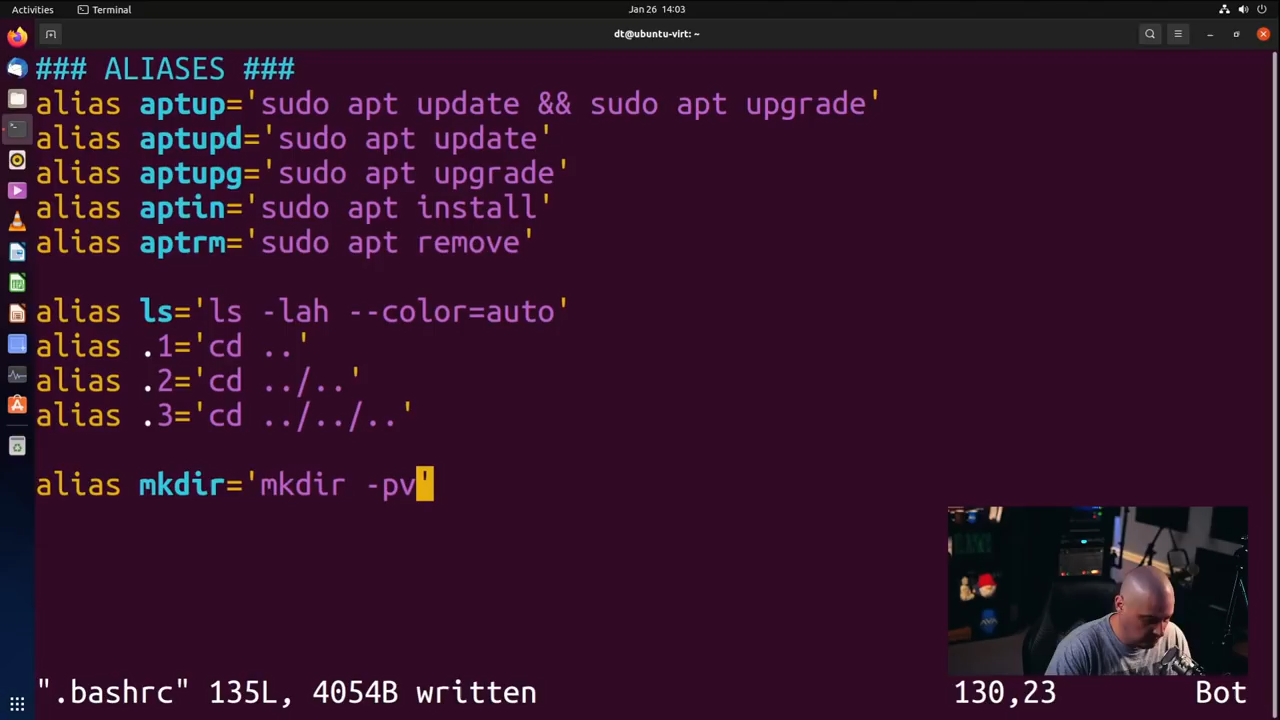 Activities
Terminal
Jan 26 14:03
dt@ubuntu-virt: ~
### ALIASES ###
alias aptup='sudo apt update && sudo apt upgrade'
alias aptupd='sudo apt update'
alias aptupg='sudo apt upgrade'
alias aptin='sudo apt install'
alias aptrm='sudo apt remove'
alias ls='ls -lah --color=auto'
alias .1='cd ..'
alias .2='cd ../..'
alias .3='cd ../../..'
alias mkdir='mkdir -pv'
".bashrc" 135L, 4054B written
130,23
Bot